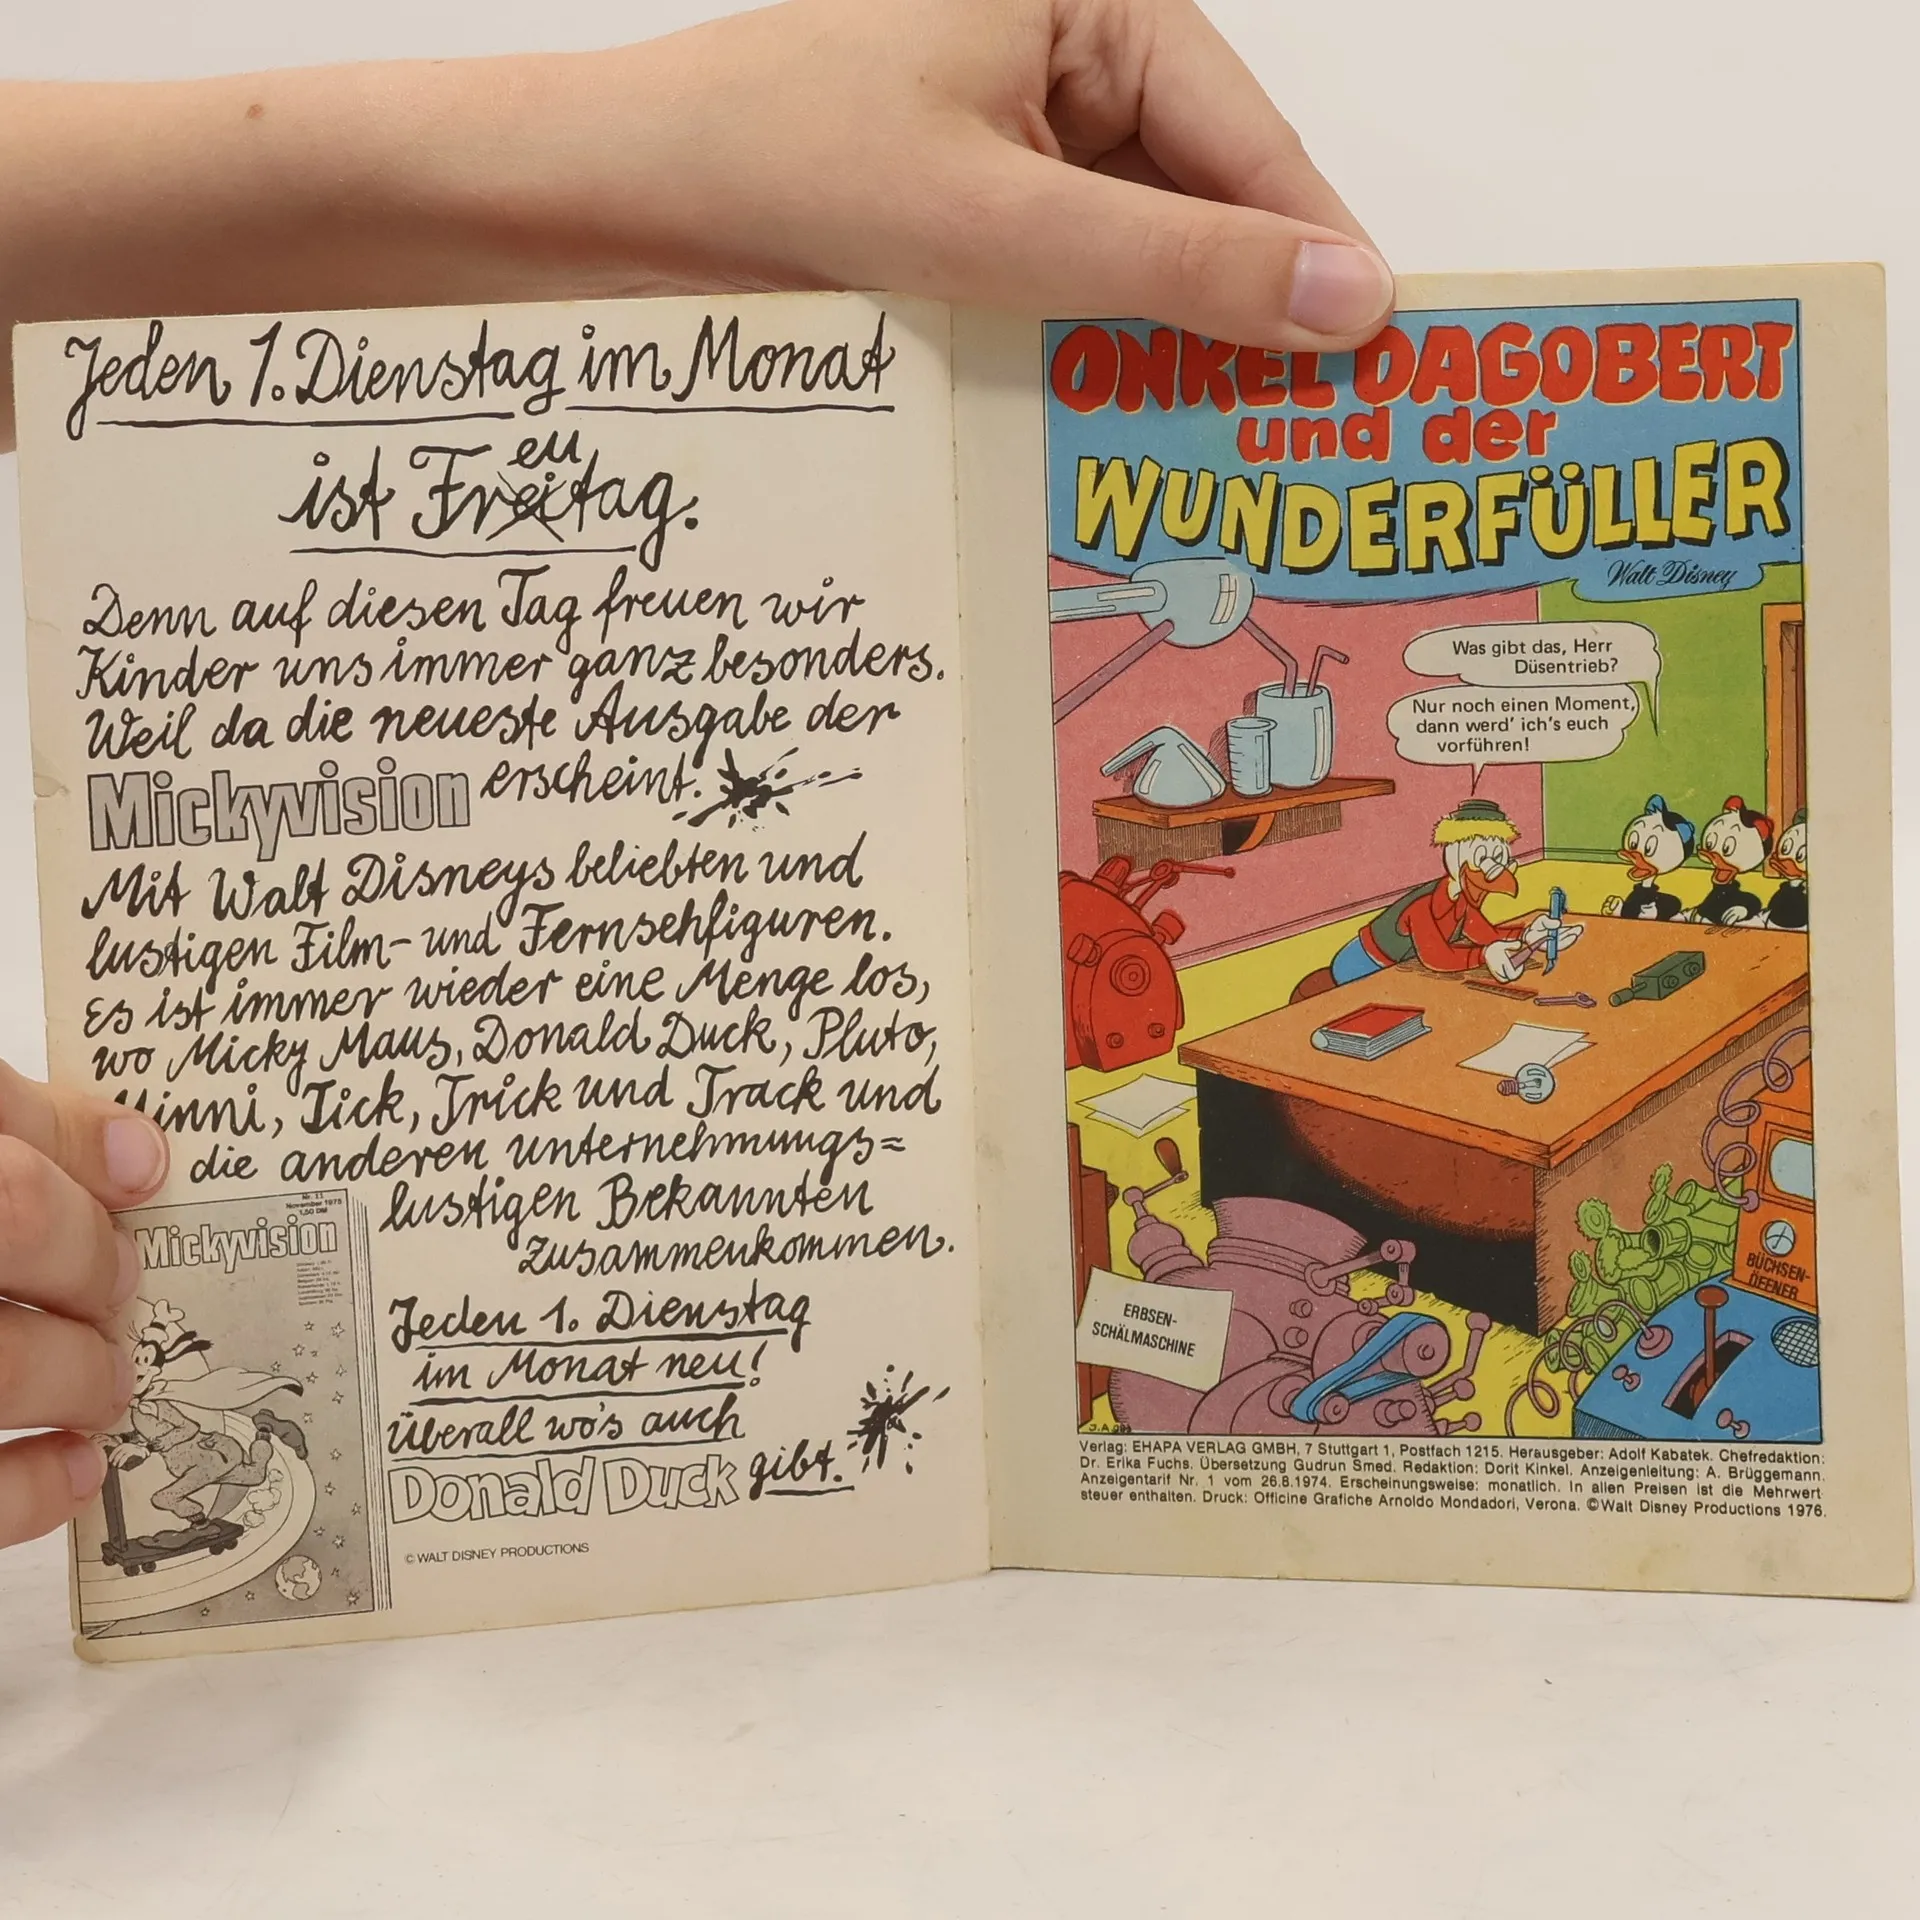 Jeden 1. Dienstag im Monat
eu
ist Freitag.
Denn auf diesen Tag freuen wir
Kinder uns immer ganz besonders.
Weil da die neueste Ausgabe der
Mickyvision erscheint.
Mit Walt Disneys beliebten und
lustigen Film- und Fernsehfiguren.
Es ist immer wieder eine Menge los,
wo Micky Maus, Donald Duck, Pluto,
Minni, Tick, Trick und Track und
die anderen unternehmungs=
lustigen Bekannten
zusammenkommen.
Nr. 11
November 1975
1,50 DM
Mickyvision
Jeden 1. Dienstag
im Monat neu!
Überall wo's auch
Donald Duck gibt.
© WALT DISNEY PRODUCTIONS
ONKEL DAGOBERT
und der
WUNDERFÜLLER
Walt Disney
Was gibt das, Herr
Düsentrieb?
Nur noch einen Moment,
dann werd' ich's euch
vorführen!
BÜCHSEN-
ÖFFNER
ERBSEN-
SCHÄLMASCHINE
Verlag: EHAPA VERLAG GMBH, 7 Stuttgart 1, Postfach 1215. Herausgeber: Adolf Kabatek. Chefredaktion:
Dr. Erika Fuchs. Übersetzung Gudrun Smed. Redaktion: Dorit Kinkel. Anzeigenleitung: A. Brüggemann.
Anzeigentarif Nr. 1 vom 26.8.1974. Erscheinungsweise: monatlich. In allen Preisen ist die Mehrwert
steuer enthalten. Druck: Officine Grafiche Arnoldo Mondadori, Verona. ©Walt Disney Productions 1976.